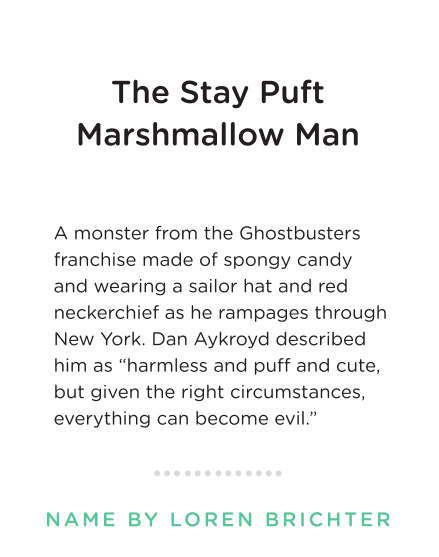 The Stay Puft
Marshmallow Man
A monster from the Ghostbusters
franchise made of spongy candy
and wearing a sailor hat and red
neckerchief as he rampages through
New York. Dan Aykroyd described
him as “harmless and puff and cute,
but given the right circumstances,
everything can become evil.”
NAME BY LOREN BRICHTER